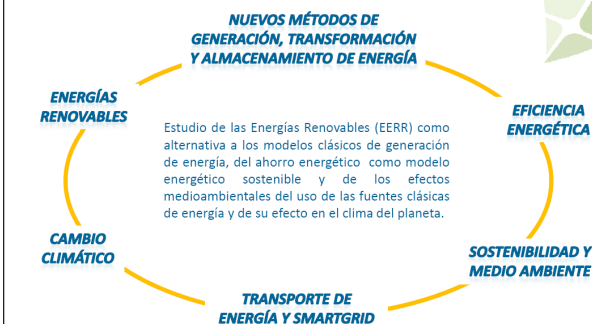 NUEVOS MÉTODOS DE
GENERACIÓN, TRANSFORMACIÓN
Y ALMACENAMIENTO DE ENERGÍA
ENERGÍAS
RENOVABLES
EFICIENCIA
ENERGÉTICA
Estudio de las Energías Renovables (EERR) como
alternativa a los modelos clásicos de generación
de energía, del ahorro energético como modelo
energético sostenible y de los efectos
medioambientales del uso de las fuentes clásicas
de energía y de su efecto en el clima del planeta.
CAMBIO
CLIMÁTICO
SOSTENIBILIDAD Y
MEDIO AMBIENTE
TRANSPORTE DE
ENERGÍA Y SMARTGRID